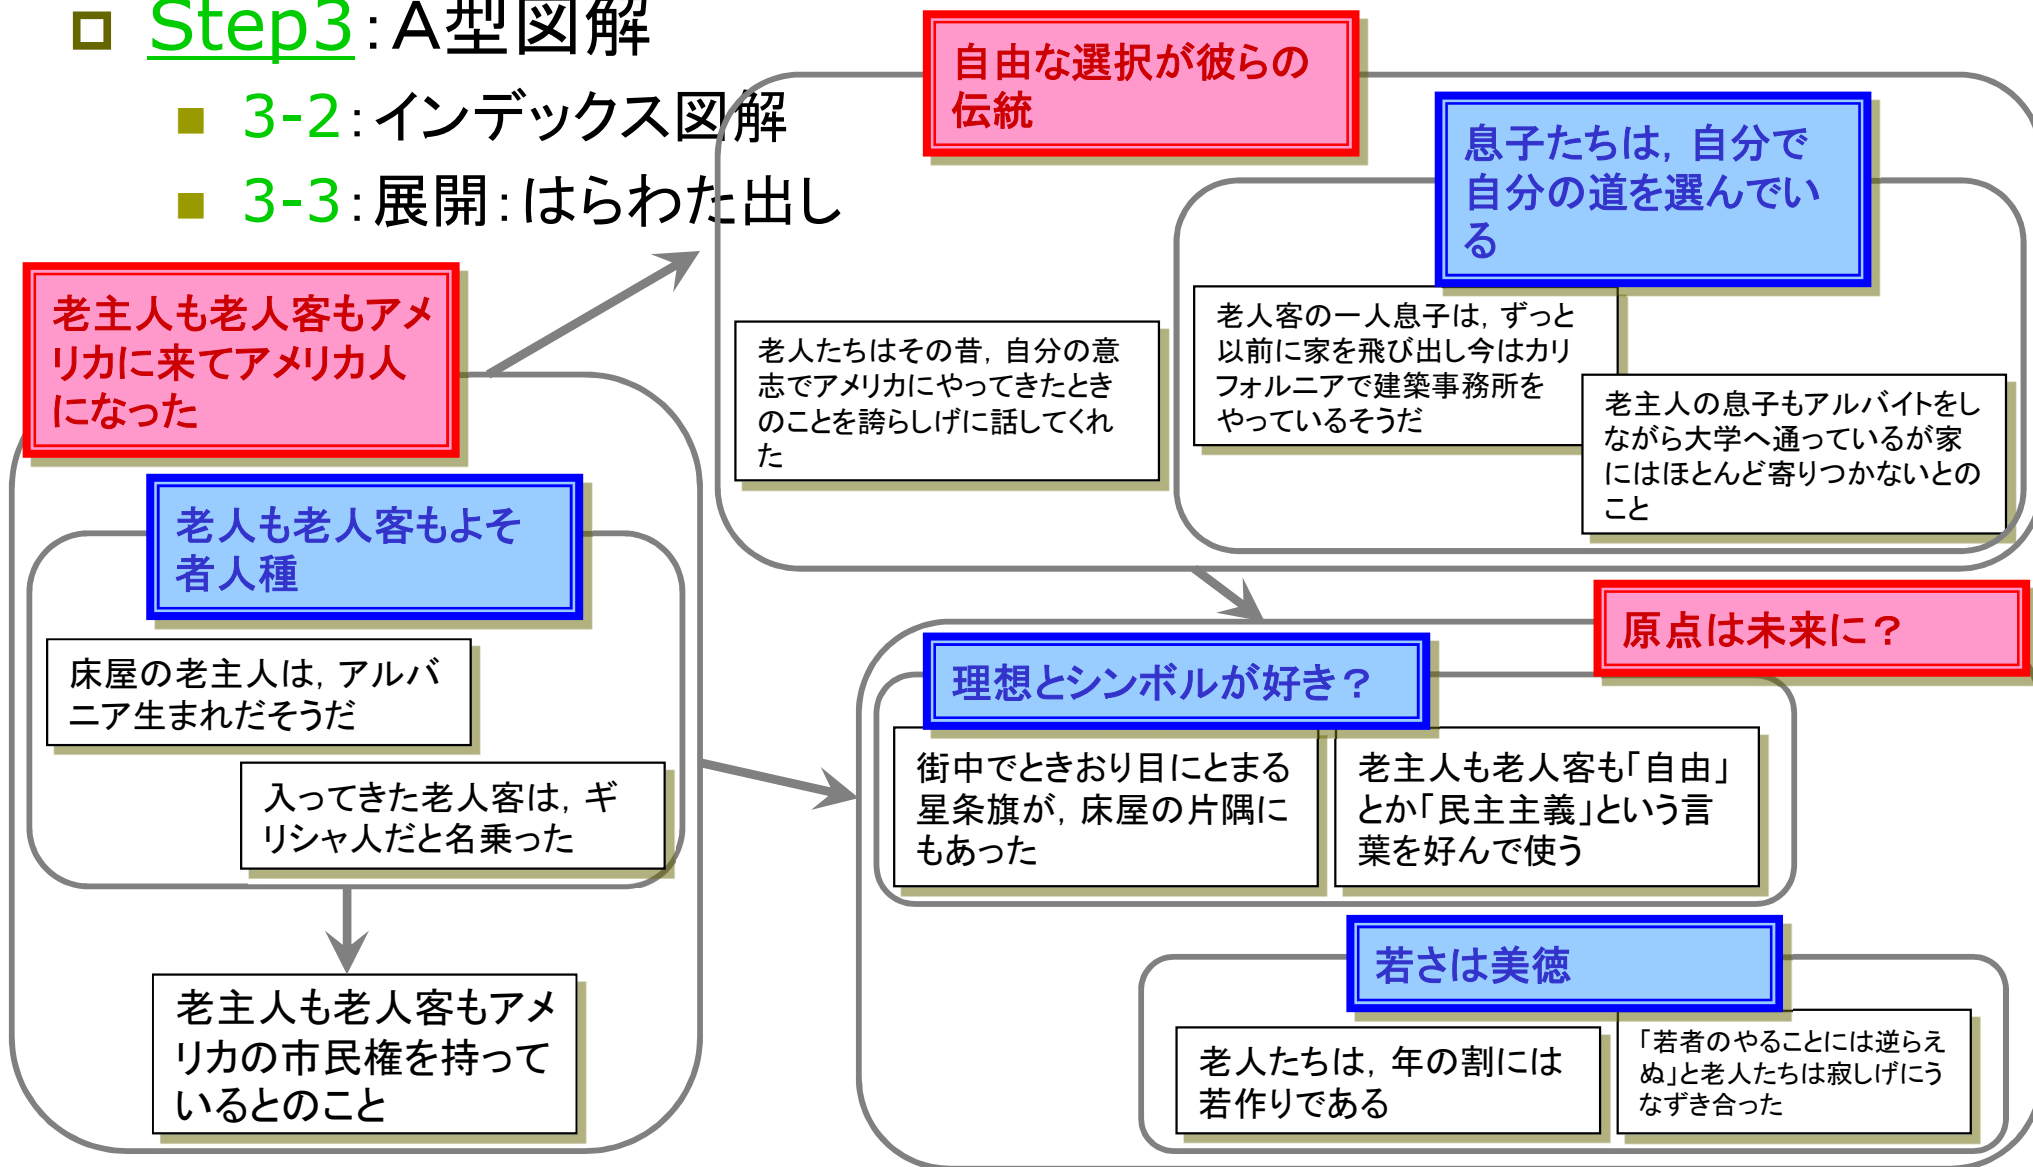 Step3：A型図解
3-2：インデックス図解
3-3：展開：はらわた出し
老主人も老人客もアメ
リカに来てアメリカ人
になった
老人も老人客もよそ
者人種
床屋の老主人は，アルバ
ニア生まれだそうだ
入ってきた老人客は，ギ
リシャ人だと名乗った
老主人も老人客もアメ
リカの市民権を持って
いるとのこと
自由な選択が彼らの
伝統
老人たちはその昔，自分の意
志でアメリカにやってきたとき
のことを誇らしげに話してくれ
た
息子たちは，自分で
自分の道を選んでい
る
老人客の一人息子は，ずっと
以前に家を飛び出し今はカリ
フォルニアで建築事務所を
やっているそうだ
老主人の息子もアルバイトをし
ながら大学へ通っているが家
にはほとんど寄りつかないとの
こと
原点は未来に？
理想とシンボルが好き？
街中でときおり目にとまる
星条旗が，床屋の片隅に
もあった
老主人も老人客も「自由」
とか「民主主義」という言
葉を好んで使う
若さは美徳
老人たちは，年の割には
若作りである
「若者のやることには逆らえ
ぬ」と老人たちは寂しげにう
なずき合った